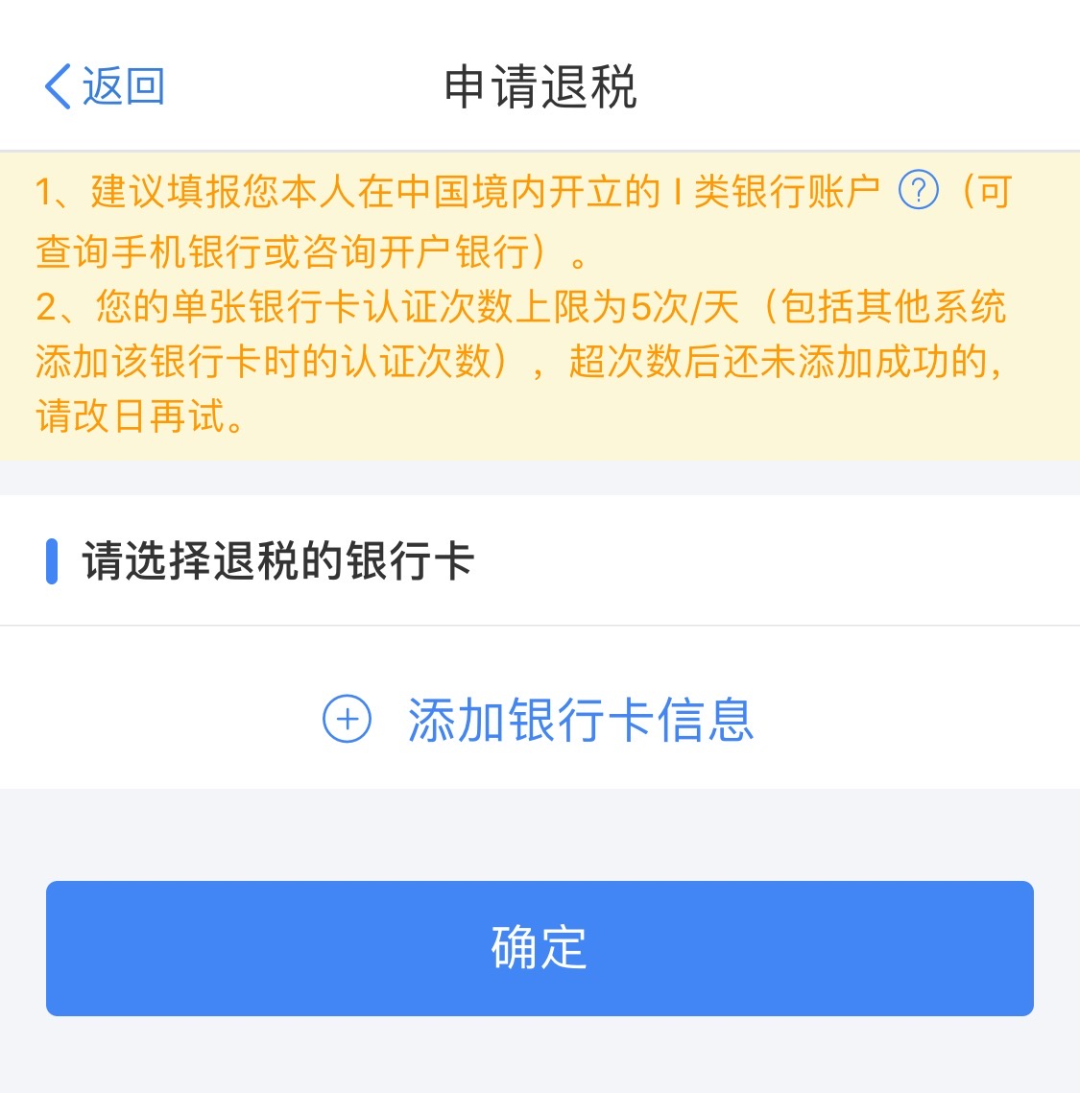 返回
申请退税
1、建议填报您本人在中国境内开立的 I 类银行账户 ?（可
查询手机银行或咨询开户银行）。
2、您的单张银行卡认证次数上限为5次/天（包括其他系统
添加该银行卡时的认证次数），超次数后还未添加成功的，
请改日再试。
请选择退税的银行卡
添加银行卡信息
确定